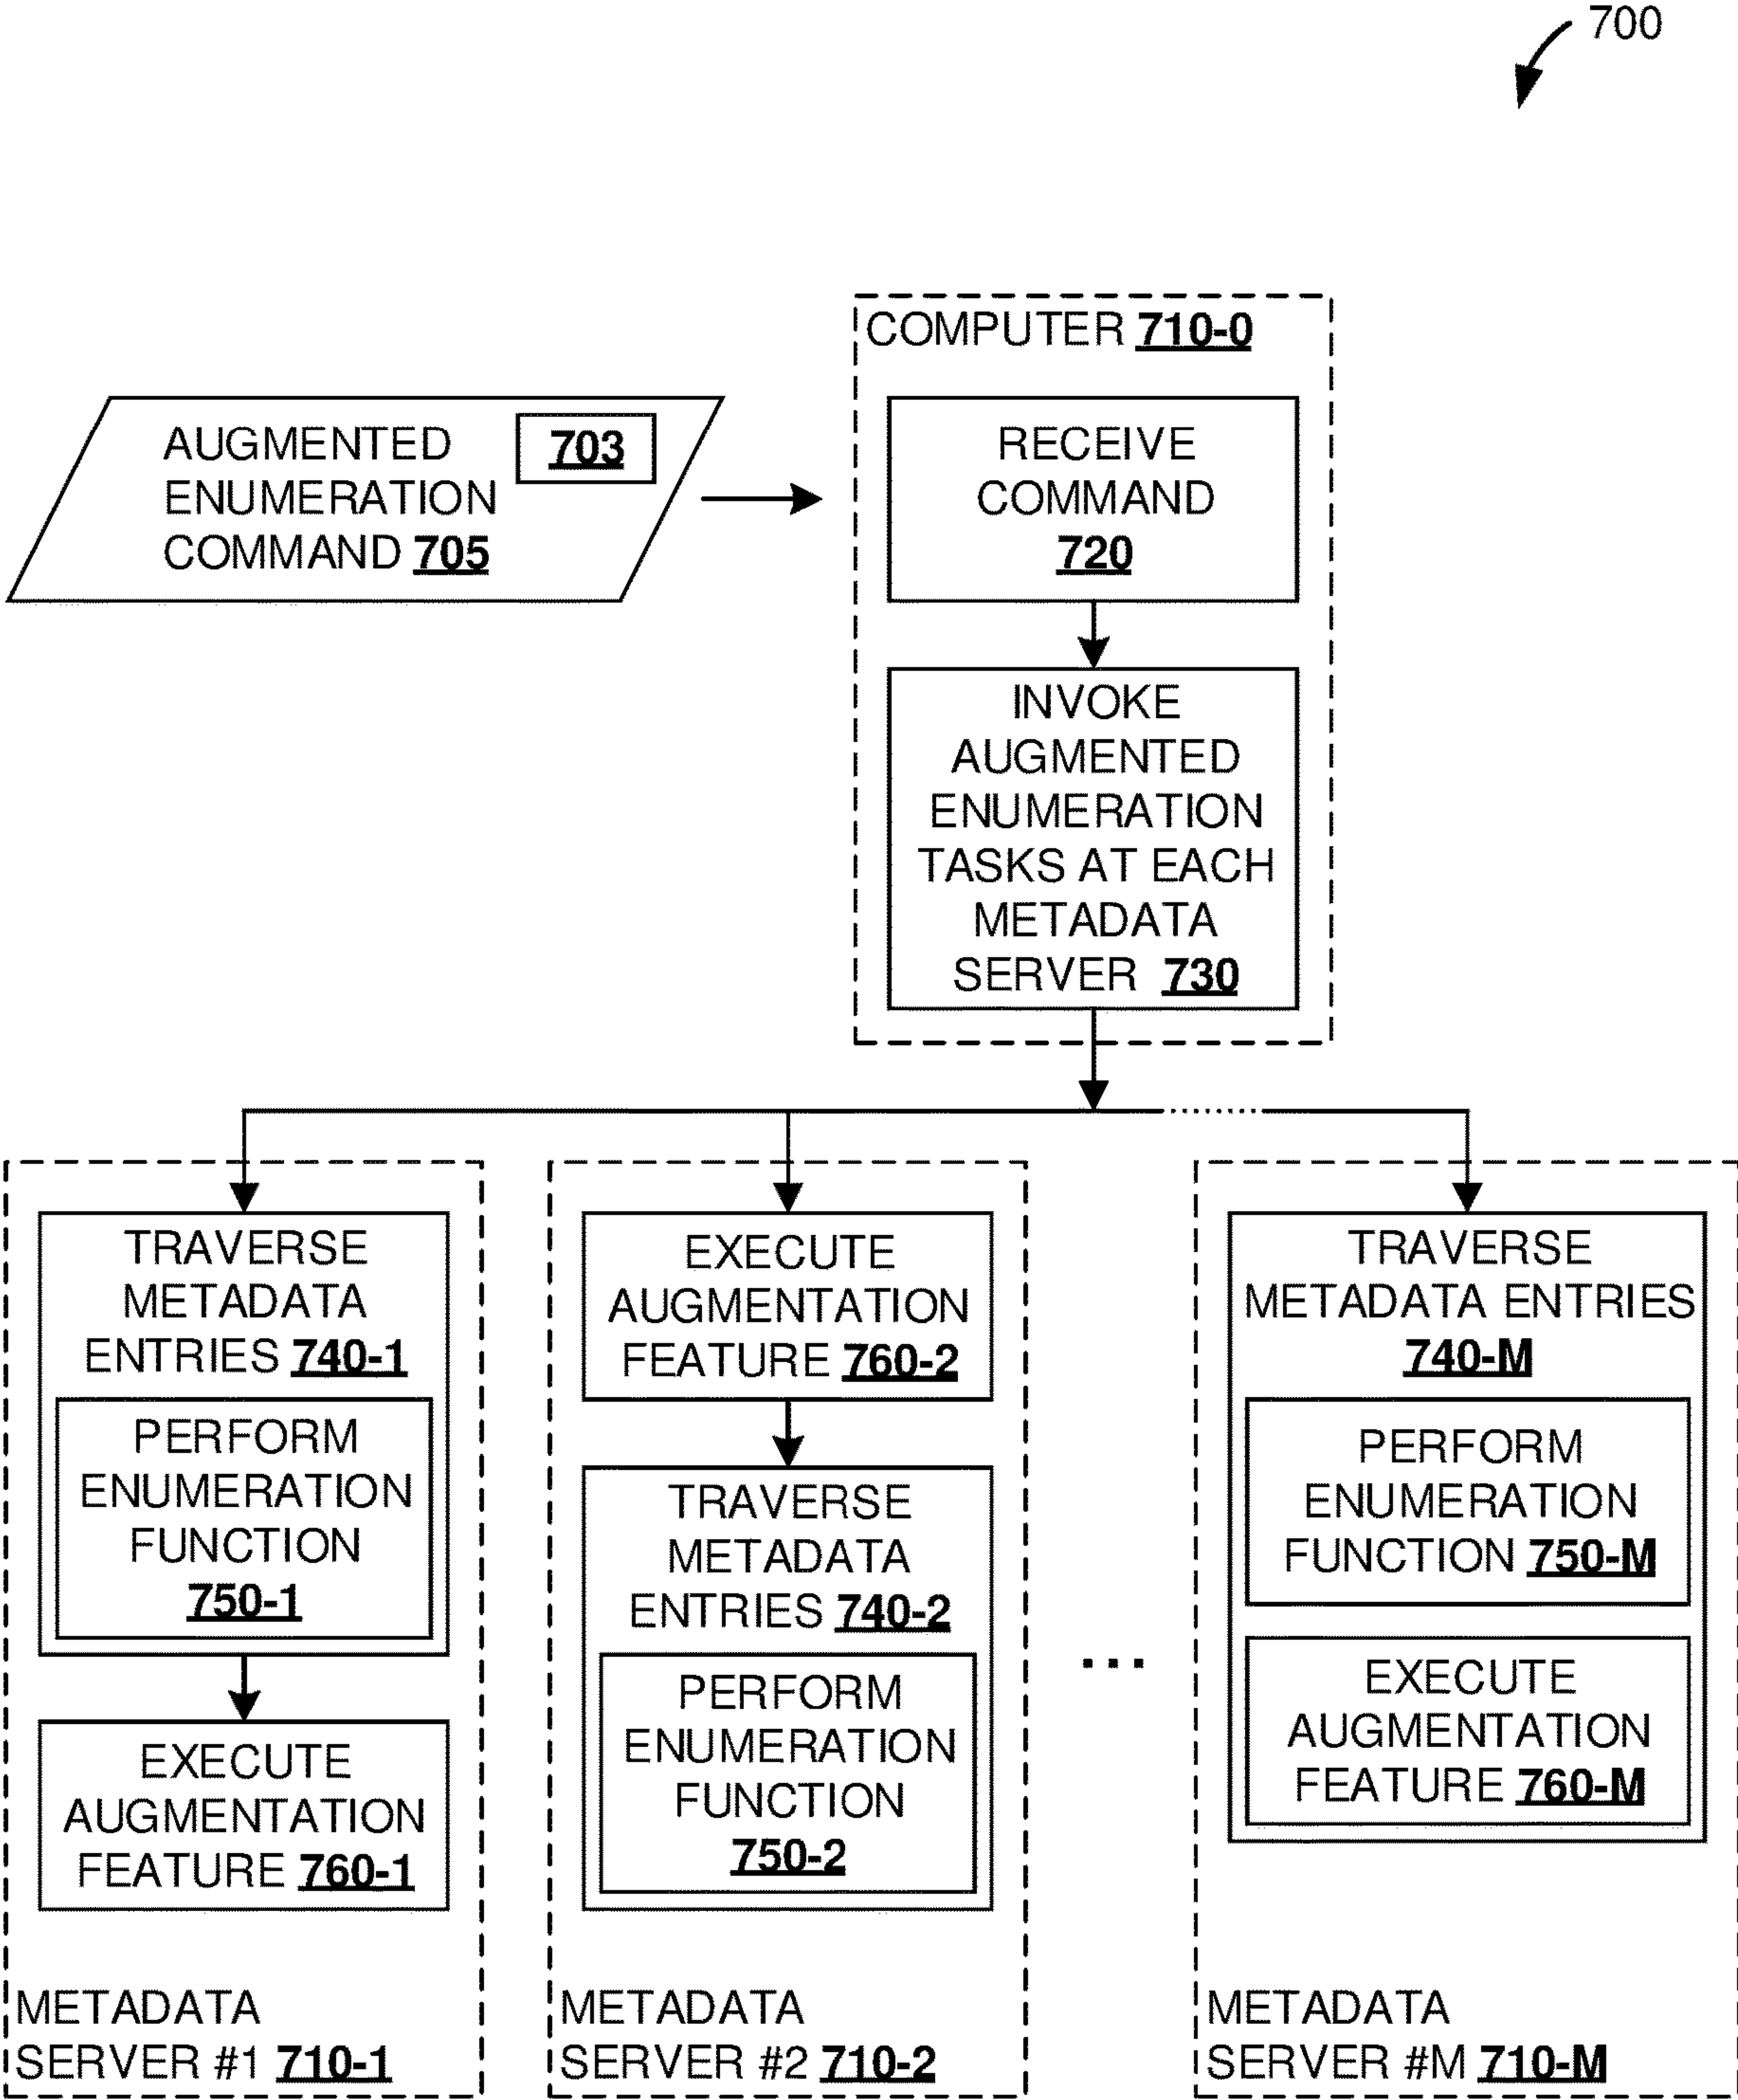 700
COMPUTER 710-0
AUGMENTED 703
ENUMERATION
COMMAND 705
RECEIVE
COMMAND
720
INVOKE
AUGMENTED
ENUMERATION
TASKS AT EACH
METADATA
SERVER 730
TRAVERSE
METADATA
ENTRIES 740-1
PERFORM
ENUMERATION
FUNCTION
750-1
EXECUTE
AUGMENTATION
FEATURE 760-1
METADATA
SERVER #1 710-1
EXECUTE
AUGMENTATION
FEATURE 760-2
TRAVERSE
METADATA
ENTRIES 740-2
PERFORM
ENUMERATION
FUNCTION
750-2
METADATA
SERVER #2 710-2
...
TRAVERSE
METADATA ENTRIES
740-M
PERFORM
ENUMERATION
FUNCTION 750-M
EXECUTE
AUGMENTATION
FEATURE 760-M
METADATA
SERVER #M 710-M